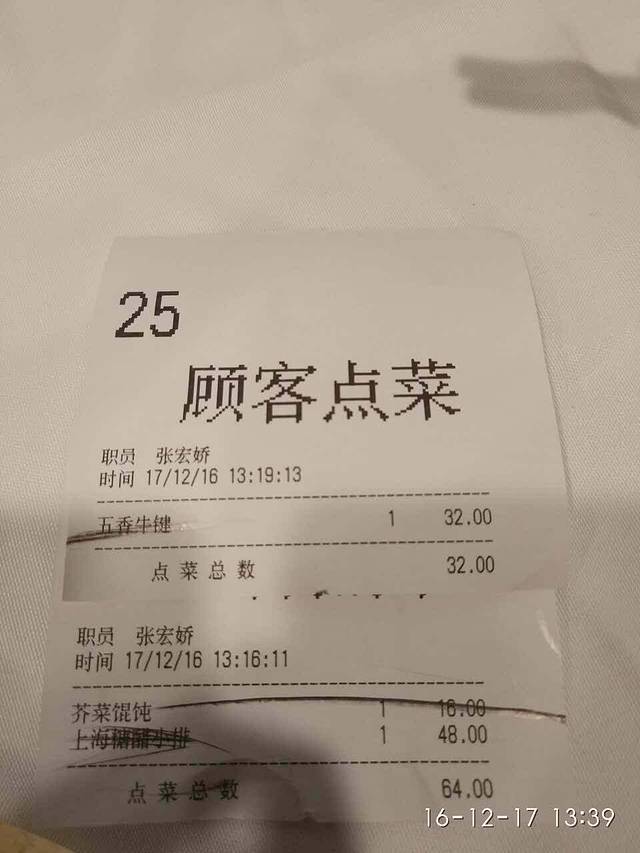 25
顾客点菜
职员 张宏娇
时间 17/12/16 13:19:13
五香牛键 1 32.00
点菜总数 32.00
职员 张宏娇
时间 17/12/16 13:16:11
芥菜馄饨 1 16.00
上海糖醋小排 1 48.00
点菜总数 64.00
16-12-17 13:39